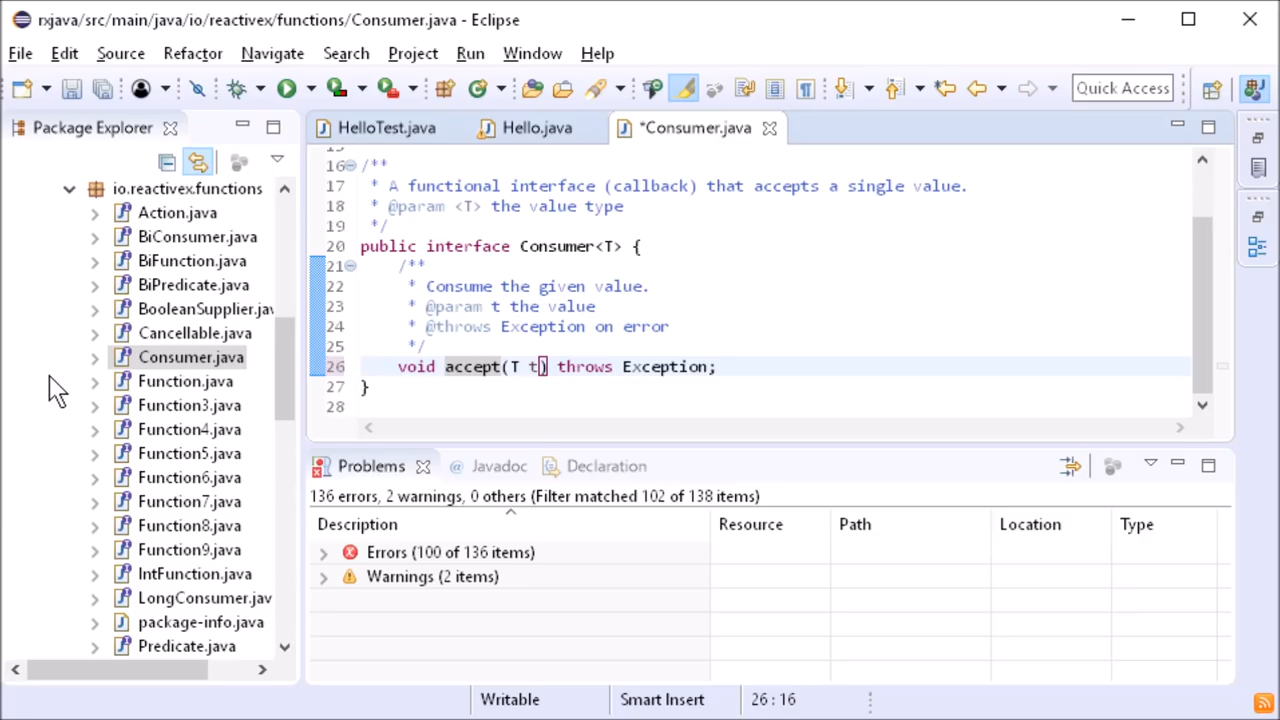 rxjava/src/main/java/io/reactivex/functions/Consumer.java - Eclipse
File Edit Source Refactor Navigate Search Project Run Window Help
Quick Access
Package Explorer
io.reactivex.functions
Action.java
BiConsumer.java
BiFunction.java
BiPredicate.java
BooleanSupplier.jav
Cancellable.java
Consumer.java
Function.java
Function3.java
Function4.java
Function5.java
Function6.java
Function7.java
Function8.java
Function9.java
IntFunction.java
LongConsumer.jav
package-info.java
Predicate.java
HelloTest.java Hello.java *Consumer.java
15
16 /**
17 * A functional interface (callback) that accepts a single value.
18 * @param <T> the value type
19 */
20 public interface Consumer<T> {
21 /**
22 * Consume the given value.
23 * @param t the value
24 * @throws Exception on error
25 */
26 void accept(T t) throws Exception;
27 }
28
Problems @ Javadoc Declaration
136 errors, 2 warnings, 0 others (Filter matched 102 of 138 items)
Description Resource Path Location Type
Errors (100 of 136 items)
Warnings (2 items)
Writable Smart Insert 26 : 16